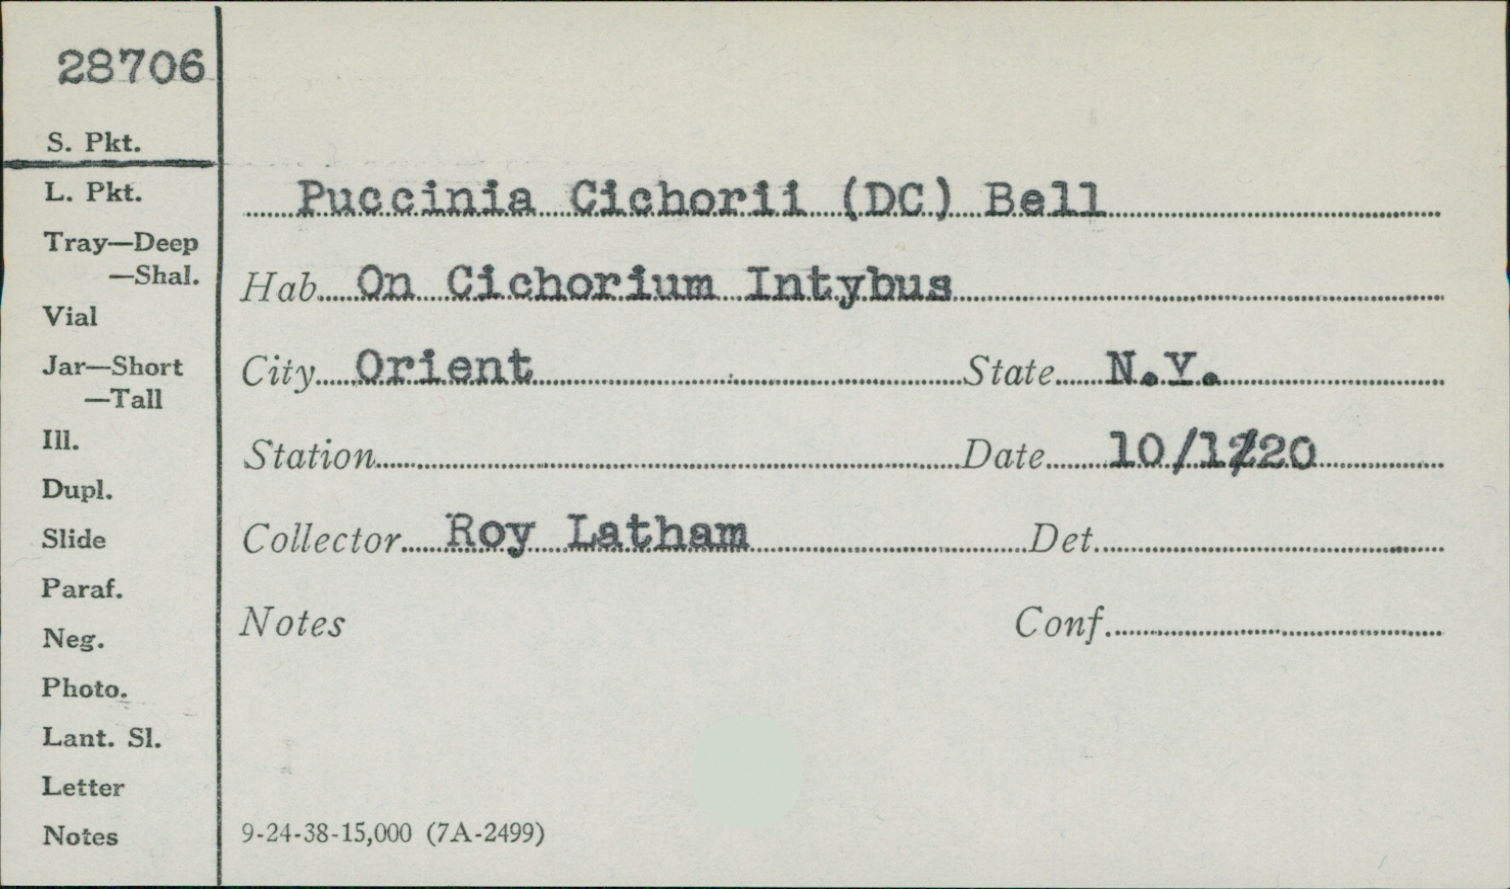 28706
S. Pkt.
L. Pkt.
Puccinia Cichorii (DC) Bell
Tray—Deep
—Shal.
Hab. On Cichorium Intybus
Vial
Jar—Short
—Tall
City Orient State N.Y.
Ill.
Station Date 10/1/20
Dupl.
Slide
Collector Roy Latham Det.
Paraf.
Notes Conf.
Neg.
Photo.
Lant. Sl.
Letter
Notes
9-24-38-15,000 (7A-2499)